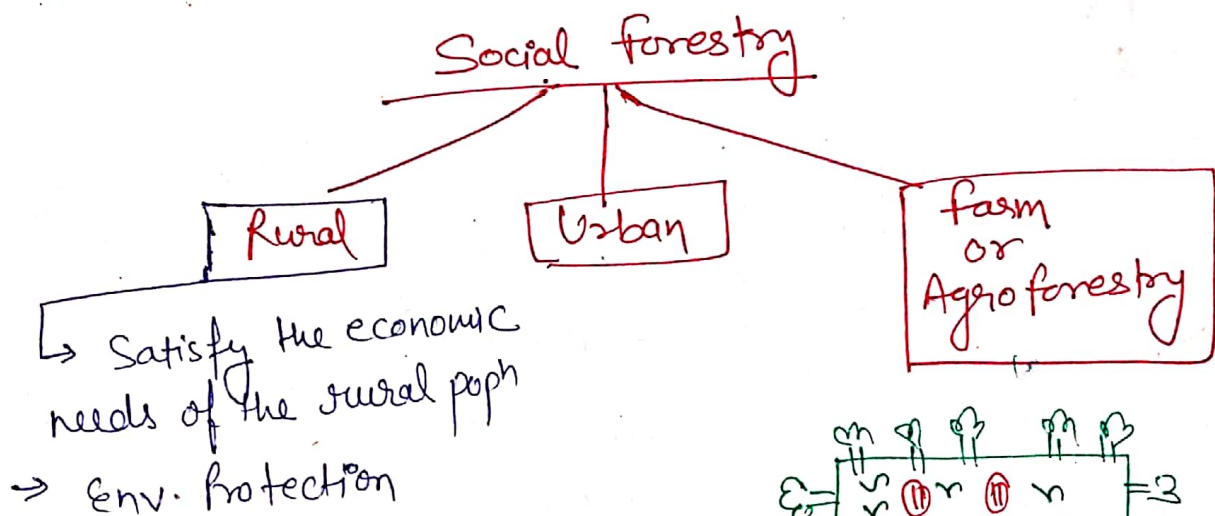 Social Forestry
Rural
Urban
farm
or
Agroforestry
↳ Satisfy the economic
needs of the rural popn
→ Env. Protection